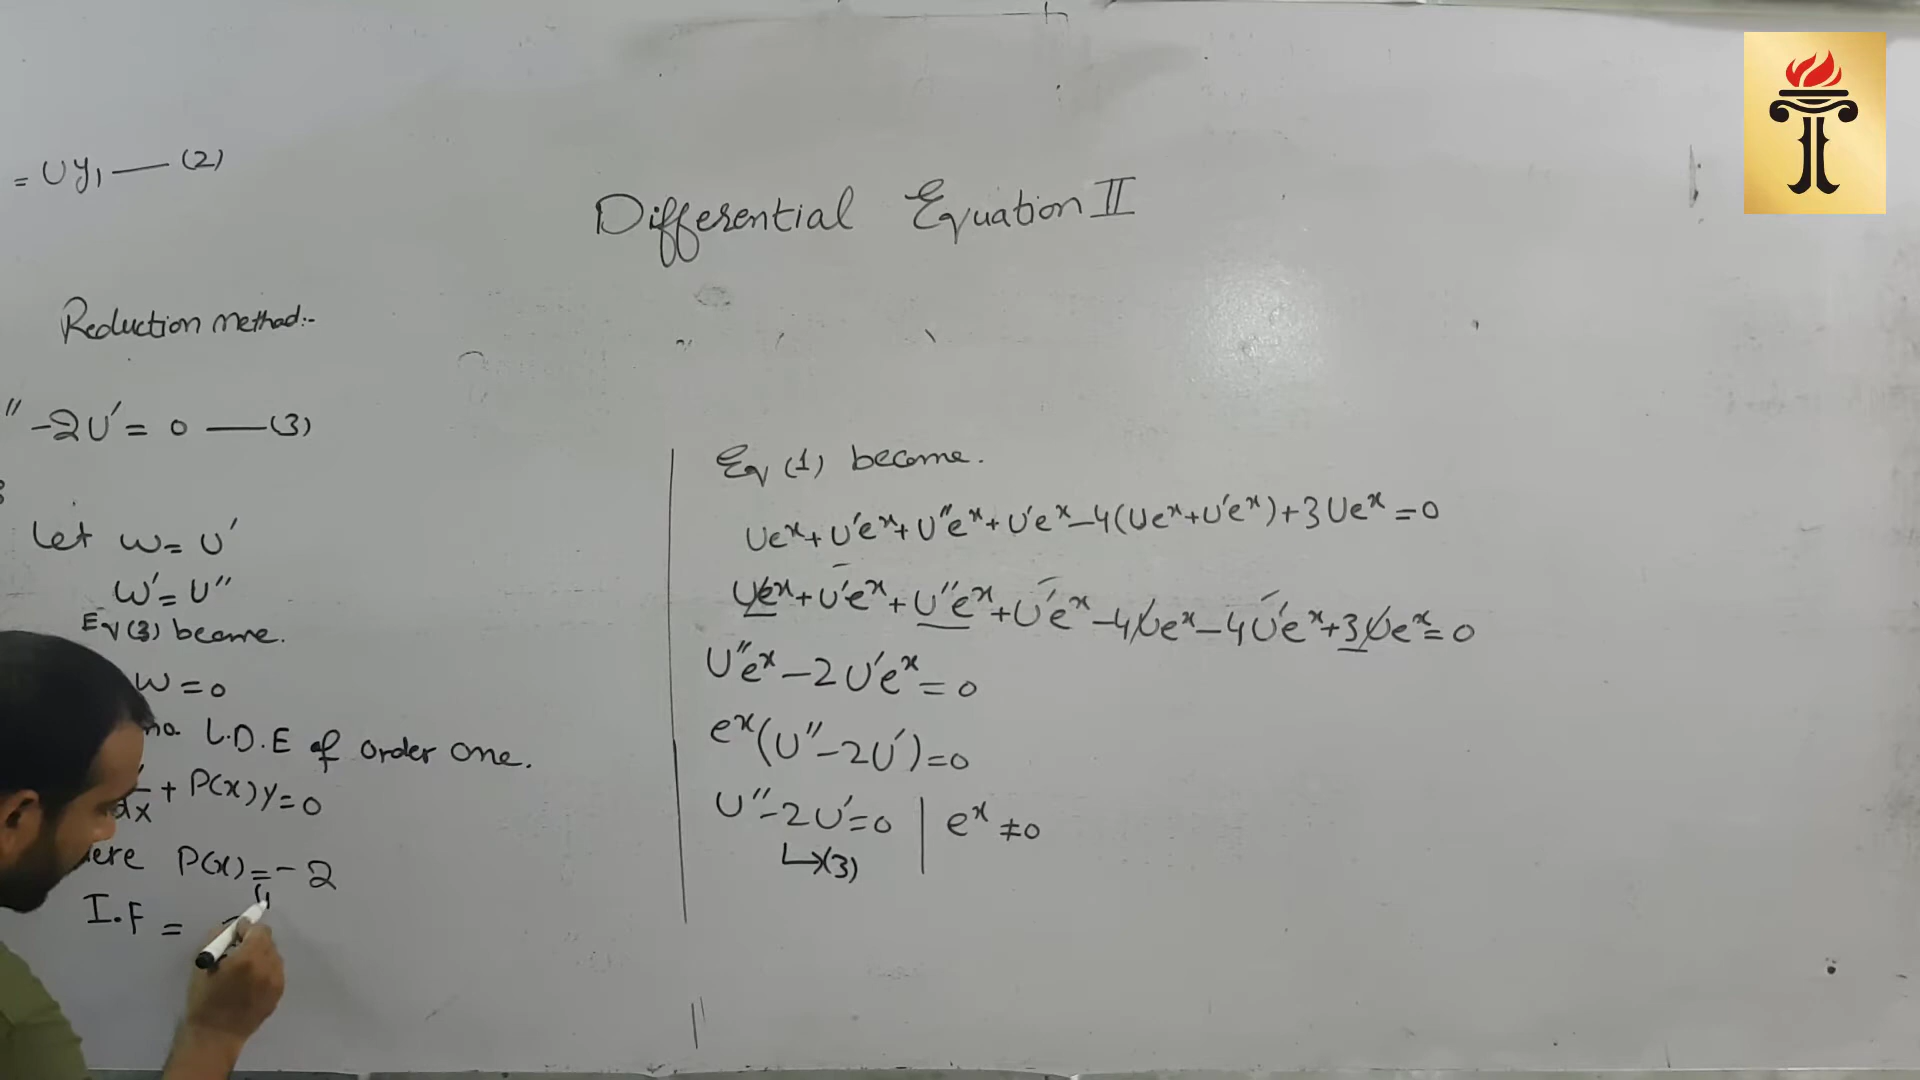 = Uy₁ — (2)
Differential Equation II
Reduction method:-
" -2U' = 0 — (3)
Let w = U'
w' = U"
Eq (3) become.
w = 0
L.D.E of order one.
dx + P(x) y = 0
ere P(x) = -2
I.F =
Eq (1) become.
Ueˣ + U'eˣ + U"eˣ + U'eˣ - 4(Ueˣ + U'eˣ) + 3Ueˣ = 0
Ueˣ + U'eˣ + U"eˣ + U'eˣ - 4Ueˣ - 4U'eˣ + 3Ueˣ = 0
U"eˣ - 2U'eˣ = 0
eˣ(U" - 2U') = 0
U" - 2U' = 0 | eˣ ≠ 0
↳(3)